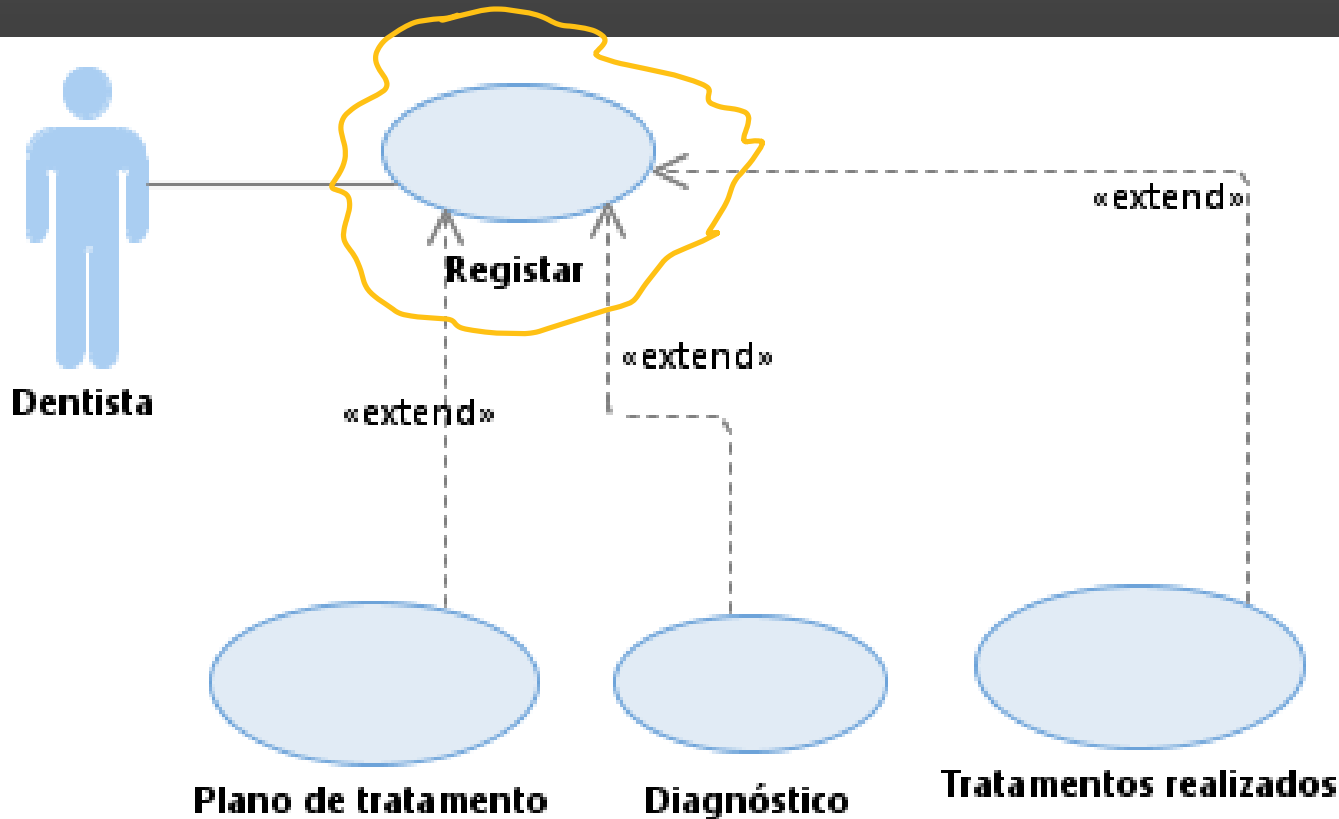 «extend»
Registar
«extend»
Dentista
«extend»
Plano de tratamento
Diagnóstico
Tratamentos realizados